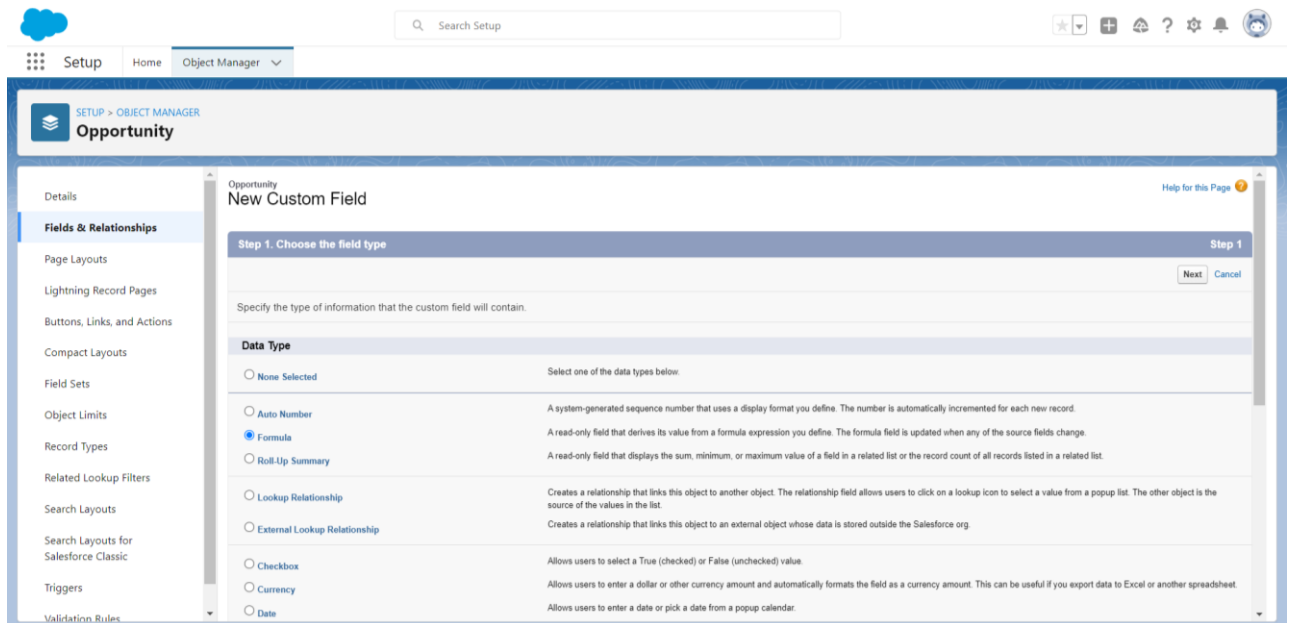 Search Setup
Setup
Home
Object Manager
SETUP > OBJECT MANAGER
Opportunity
Details
Fields & Relationships
Page Layouts
Lightning Record Pages
Buttons, Links, and Actions
Compact Layouts
Field Sets
Object Limits
Record Types
Related Lookup Filters
Search Layouts
Search Layouts for
Salesforce Classic
Triggers
Validation Rules
Opportunity
New Custom Field
Help for this Page ?
Step 1. Choose the field type
Step 1
Next
Cancel
Specify the type of information that the custom field will contain.
Data Type
None Selected
Select one of the data types below.
Auto Number
A system-generated sequence number that uses a display format you define. The number is automatically incremented for each new record.
Formula
A read-only field that derives its value from a formula expression you define. The formula field is updated when any of the source fields change.
Roll-Up Summary
A read-only field that displays the sum, minimum, or maximum value of a field in a related list or the record count of all records listed in a related list.
Lookup Relationship
Creates a relationship that links this object to another object. The relationship field allows users to click on a lookup icon to select a value from a popup list. The other object is the
source of the values in the list.
External Lookup Relationship
Creates a relationship that links this object to an external object whose data is stored outside the Salesforce org.
Checkbox
Allows users to select a True (checked) or False (unchecked) value.
Currency
Allows users to enter a dollar or other currency amount and automatically formats the field as a currency amount. This can be useful if you export data to Excel or another spreadsheet.
Date
Allows users to enter a date or pick a date from a popup calendar.